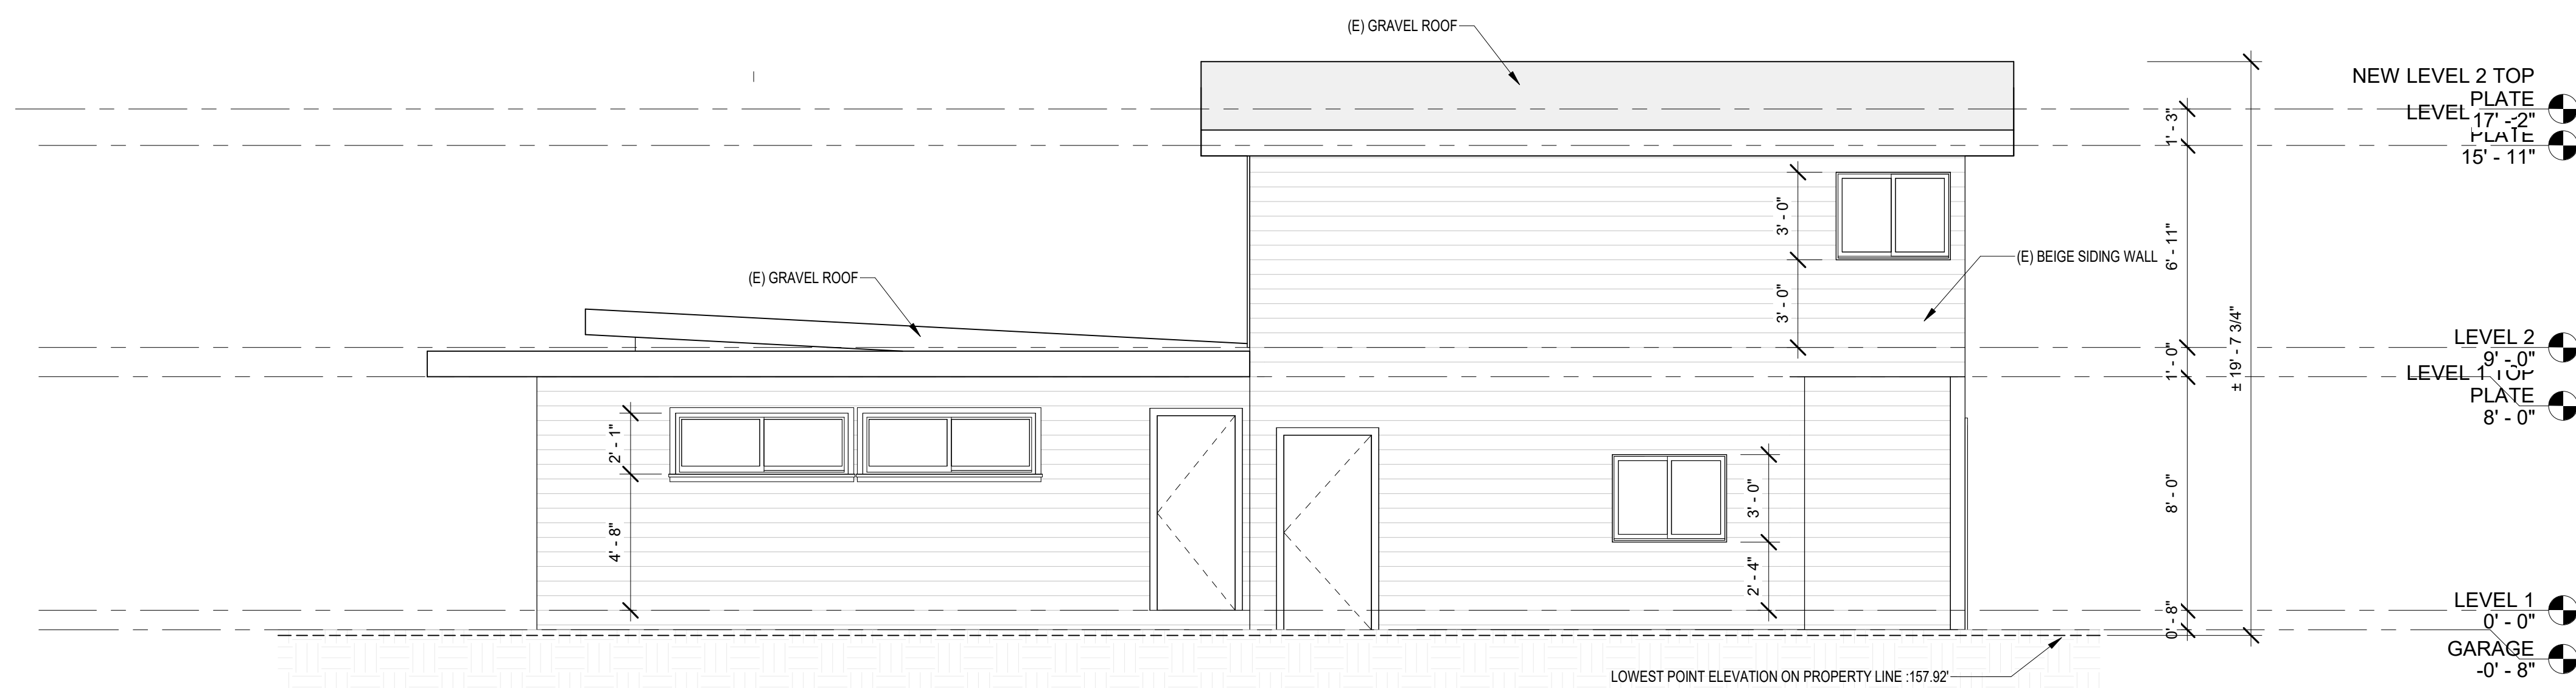 (E) GRAVEL ROOF
NEW LEVEL 2 TOP
PLATE
17' - 2"
LEVEL
PLATE
15' - 11"
1' - 3"
3' - 0"
(E) BEIGE SIDING WALL
6' - 11"
(E) GRAVEL ROOF
3' - 0"
± 19' - 7 3/4"
LEVEL 2
9' - 0"
1' - 0"
LEVEL 1 TOP
PLATE
8' - 0"
2' - 1"
4' - 8"
3' - 0"
2' - 4"
8' - 0"
LEVEL 1
0' - 0"
0' - 8"
GARAGE
-0' - 8"
LOWEST POINT ELEVATION ON PROPERTY LINE :157.92'